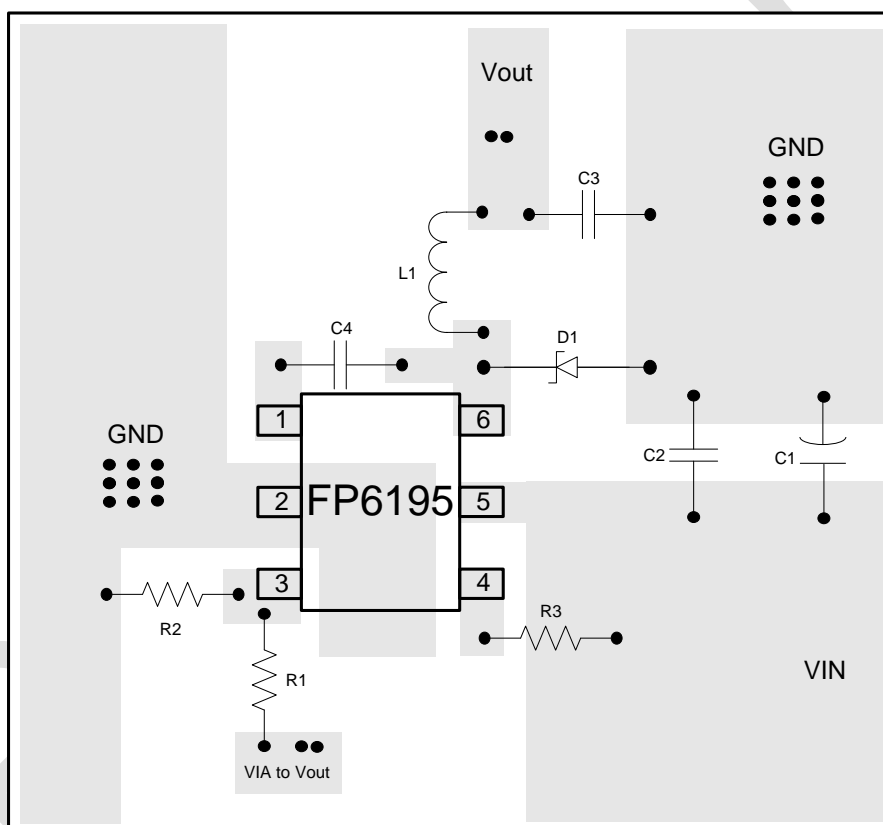 Vout
GND
C3
L1
C4
D1
1
6
GND
C2
C1
2
FP6195
5
3
4
R3
R2
R1
VIN
VIA to Vout